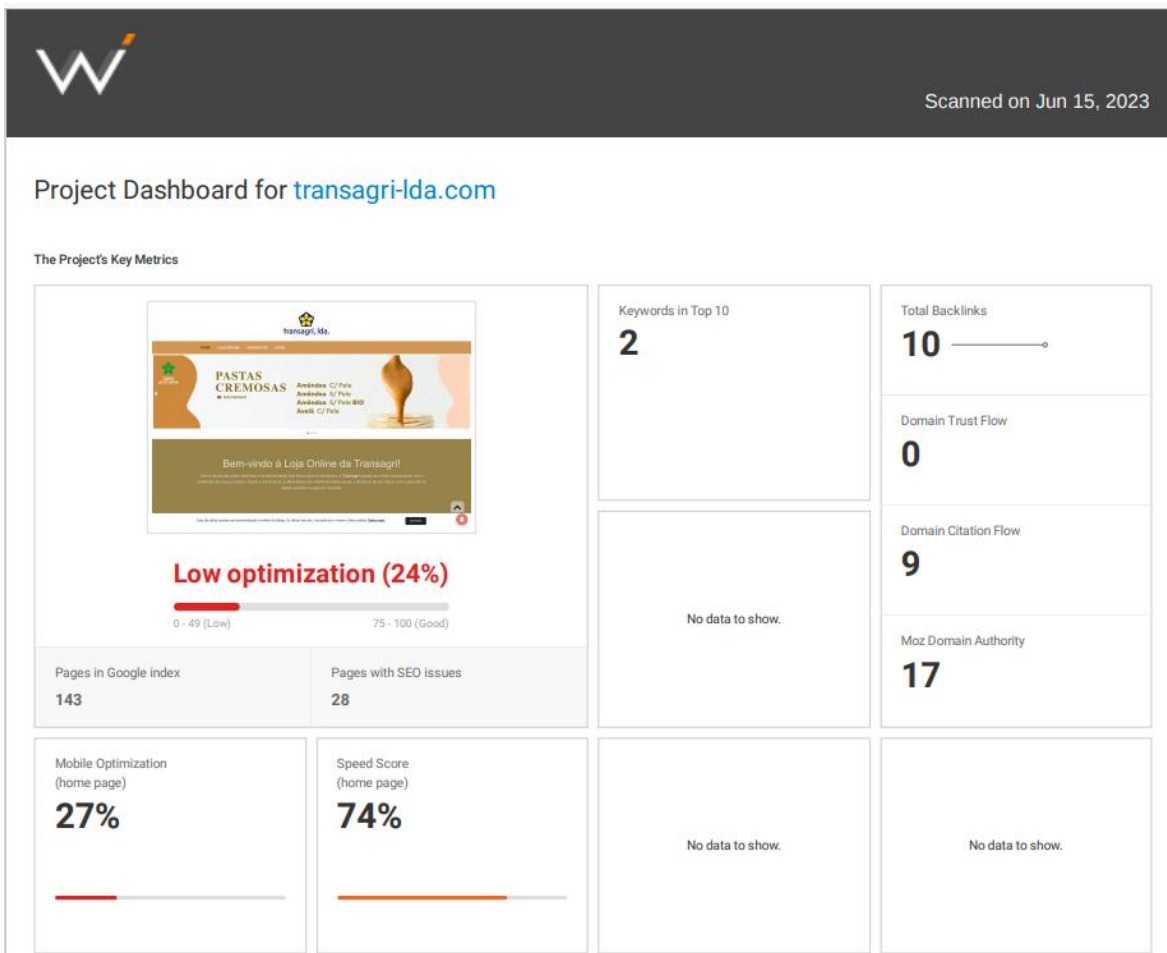 Scanned on Jun 15, 2023
Project Dashboard for transagri-lda.com
The Project's Key Metrics
transagri, lda.
HOME
PASTAS
CREMOSAS
Amêndoa C/ Pele
Amêndoa S/ Pele
Amêndoa S/ Pele BIO
Avelã C/ Pele
Bem-vindo à Loja Online da Transagri!
Low optimization (24%)
0 - 49 (Low)
75 - 100 (Good)
Pages in Google index
143
Pages with SEO issues
28
Keywords in Top 10
2
No data to show.
Total Backlinks
10
Domain Trust Flow
0
Domain Citation Flow
9
Moz Domain Authority
17
Mobile Optimization
(home page)
27%
Speed Score
(home page)
74%
No data to show.
No data to show.